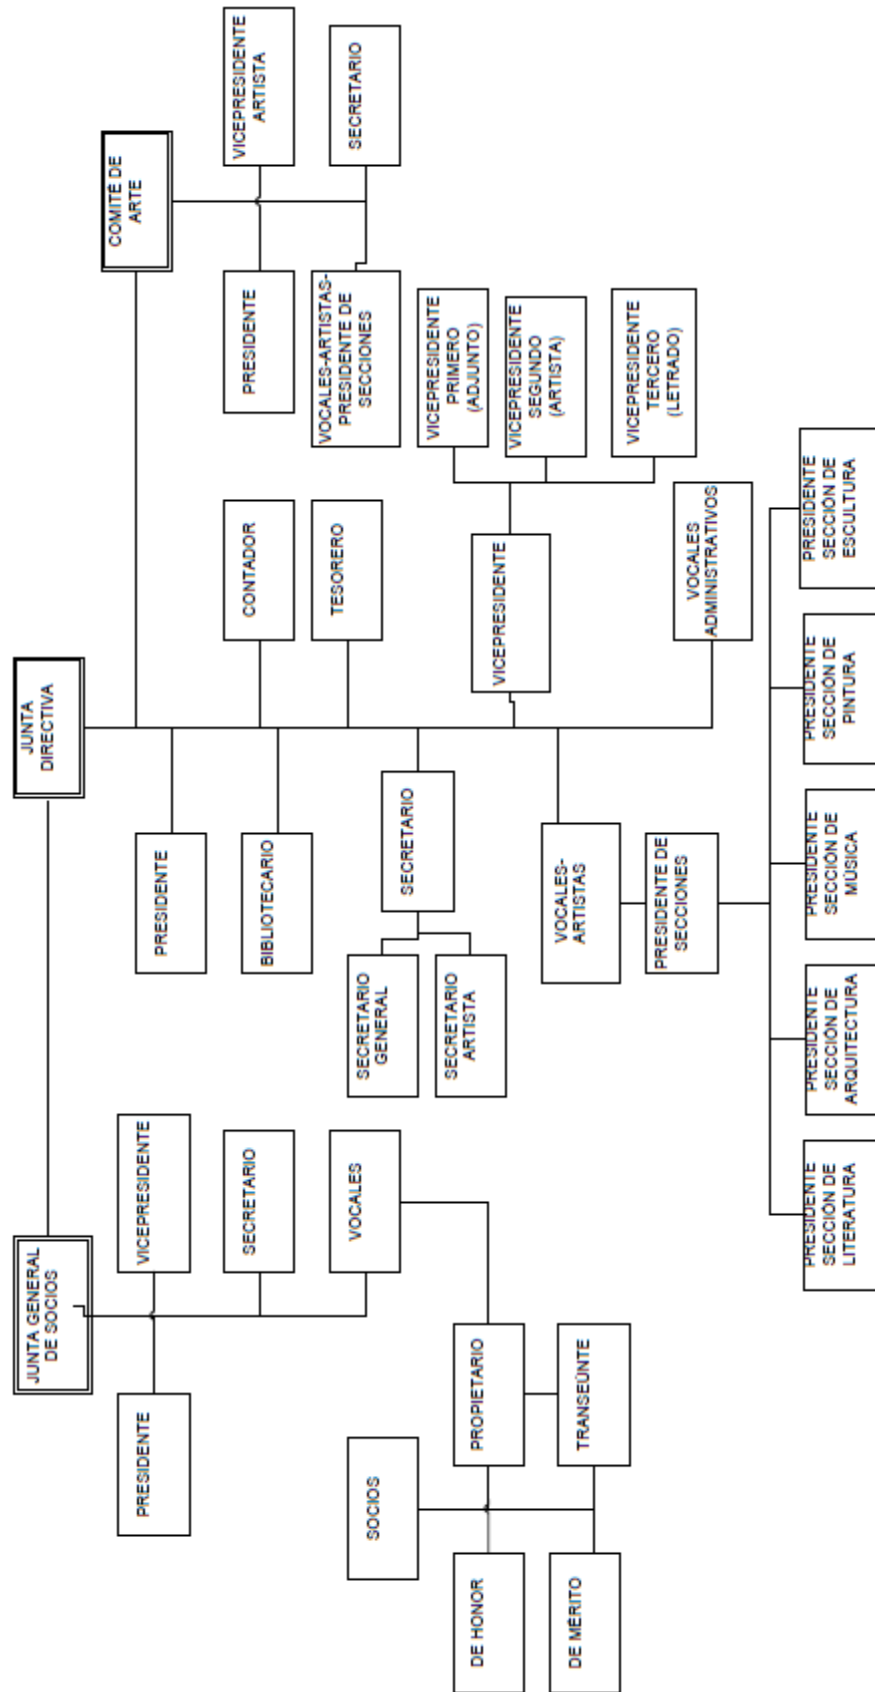 JUNTA GENERAL
DE SOCIOS
JUNTA
DIRECTIVA
COMITÉ DE
ARTE
PRESIDENTE
VICEPRESIDENTE
SECRETARIO
VOCALES
SOCIOS
DE HONOR
PROPIETARIO
DE MÉRITO
TRANSEÚNTE
PRESIDENTE
CONTADOR
BIBLIOTECARIO
TESORERO
SECRETARIO
SECRETARIO
GENERAL
SECRETARIO
ARTISTA
VICEPRESIDENTE
VICEPRESIDENTE
PRIMERO
(ADJUNTO)
VICEPRESIDENTE
SEGUNDO
(ARTISTA)
VICEPRESIDENTE
TERCERO
(LETRADO)
VOCALES-
ARTISTAS
VOCALES
ADMINISTRATIVOS
PRESIDENTE DE
SECCIONES
PRESIDENTE
SECCIÓN DE
LITERATURA
PRESIDENTE
SECCIÓN DE
ARQUITECTURA
PRESIDENTE
SECCIÓN DE
MÚSICA
PRESIDENTE
SECCIÓN DE
PINTURA
PRESIDENTE
SECCIÓN DE
ESCULTURA
PRESIDENTE
VICEPRESIDENTE
ARTISTA
VOCALES-ARTISTAS-
PRESIDENTE DE
SECCIONES
SECRETARIO